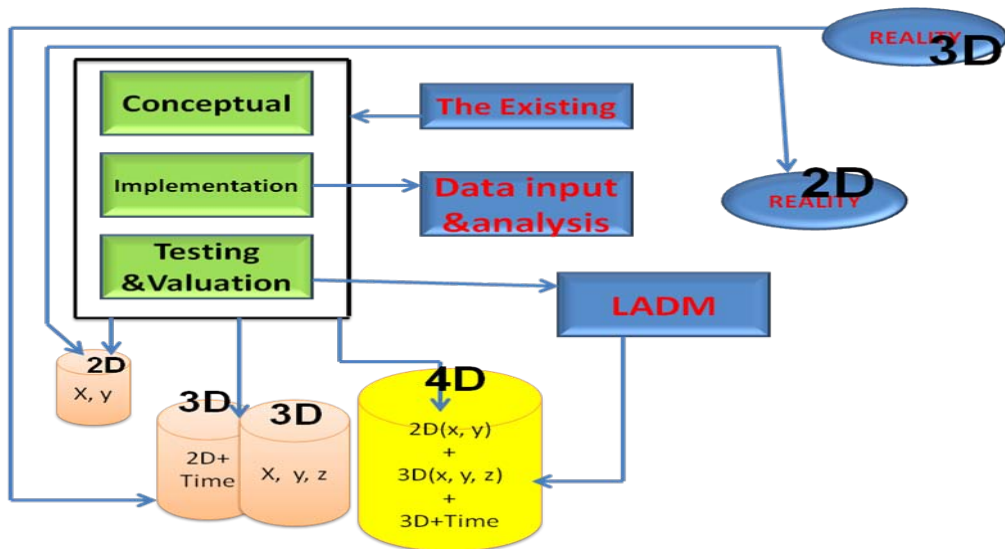 REALITY
3D
Conceptual
The Existing
Implementation
Data input
&analysis
2D
REALITY
Testing
&Valuation
LADM
2D
X, y
3D
2D+
Time
3D
X, y, z
4D
2D(x, y)
+
3D(x, y, z)
+
3D+Time